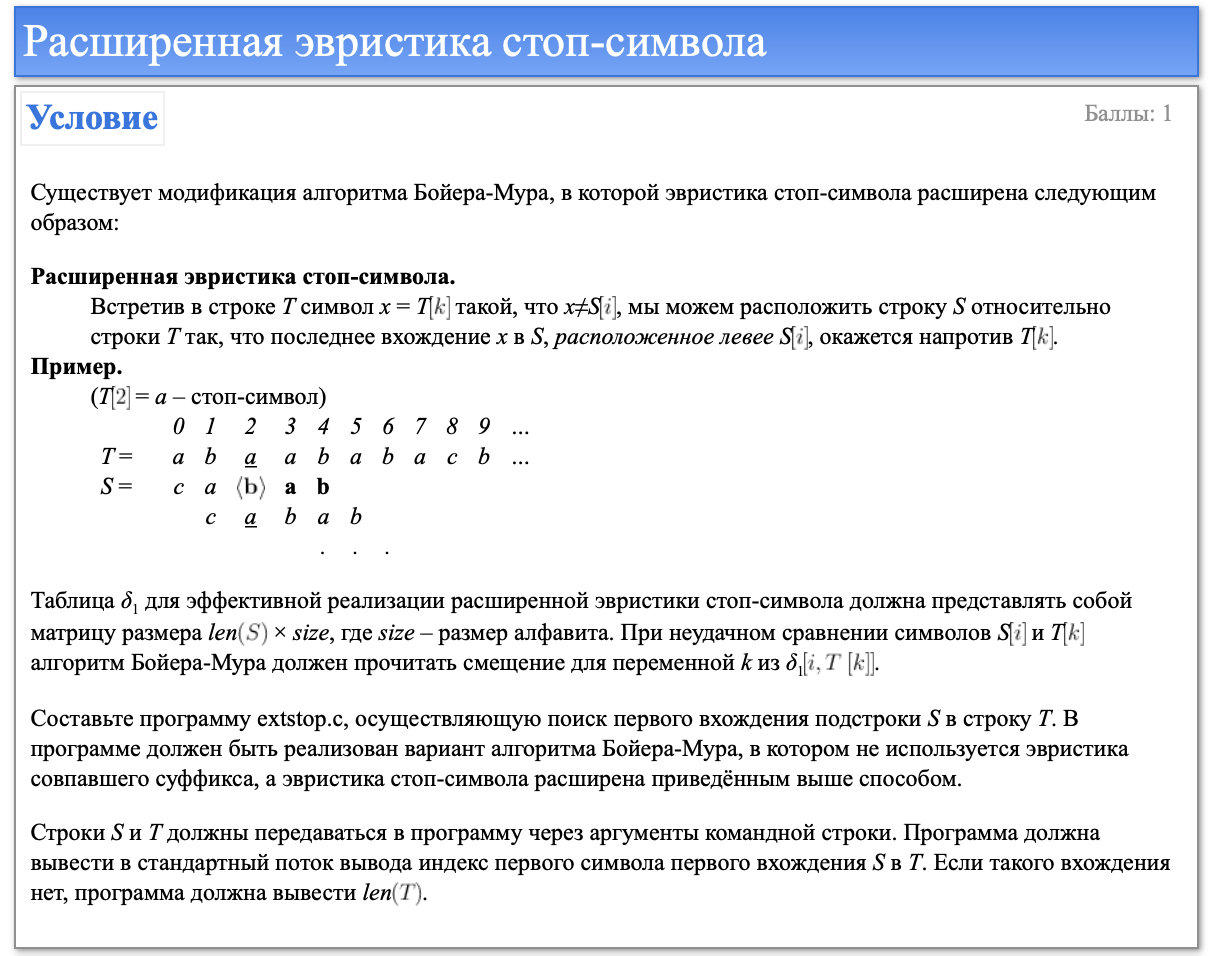 Расширенная эвристика стоп-символа
Условие
Баллы: 1
Существует модификация алгоритма Бойера-Мура, в которой эвристика стоп-символа расширена следующим
образом:
Расширенная эвристика стоп-символа.
Встретив в строке T символ x = T[k] такой, что x≠S[i], мы можем расположить строку S относительно
строки T так, что последнее вхождение x в S, расположенное левее S[i], окажется напротив T[k].
Пример.
(T[2] = a – стоп-символ)
0 1 2 3 4 5 6 7 8 9 ...
T = a b a a b a b a c b ...
S = c a ⟨b⟩ a b
c a b a b
. . .
Таблица δ₁ для эффективной реализации расширенной эвристики стоп-символа должна представлять собой
матрицу размера len(S) × size, где size – размер алфавита. При неудачном сравнении символов S[i] и T[k]
алгоритм Бойера-Мура должен прочитать смещение для переменной k из δ₁[i, T [k]].
Составьте программу extstop.c, осуществляющую поиск первого вхождения подстроки S в строку T. В
программе должен быть реализован вариант алгоритма Бойера-Мура, в котором не используется эвристика
совпавшего суффикса, а эвристика стоп-символа расширена приведённым выше способом.
Строки S и T должны передаваться в программу через аргументы командной строки. Программа должна
вывести в стандартный поток вывода индекс первого символа первого вхождения S в T. Если такого вхождения
нет, программа должна вывести len(T).